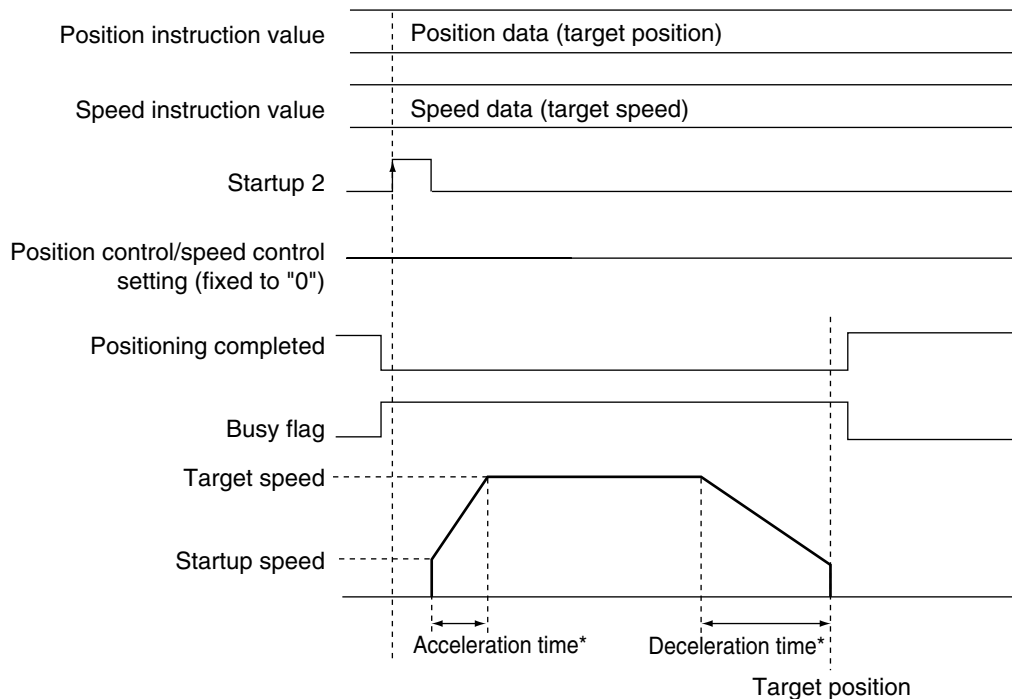 Position instruction value
Position data (target position)
Speed instruction value
Speed data (target speed)
Startup 2
Position control/speed control
setting (fixed to "0")
Positioning completed
Busy flag
Target speed
Startup speed
Acceleration time*
Deceleration time*
Target position